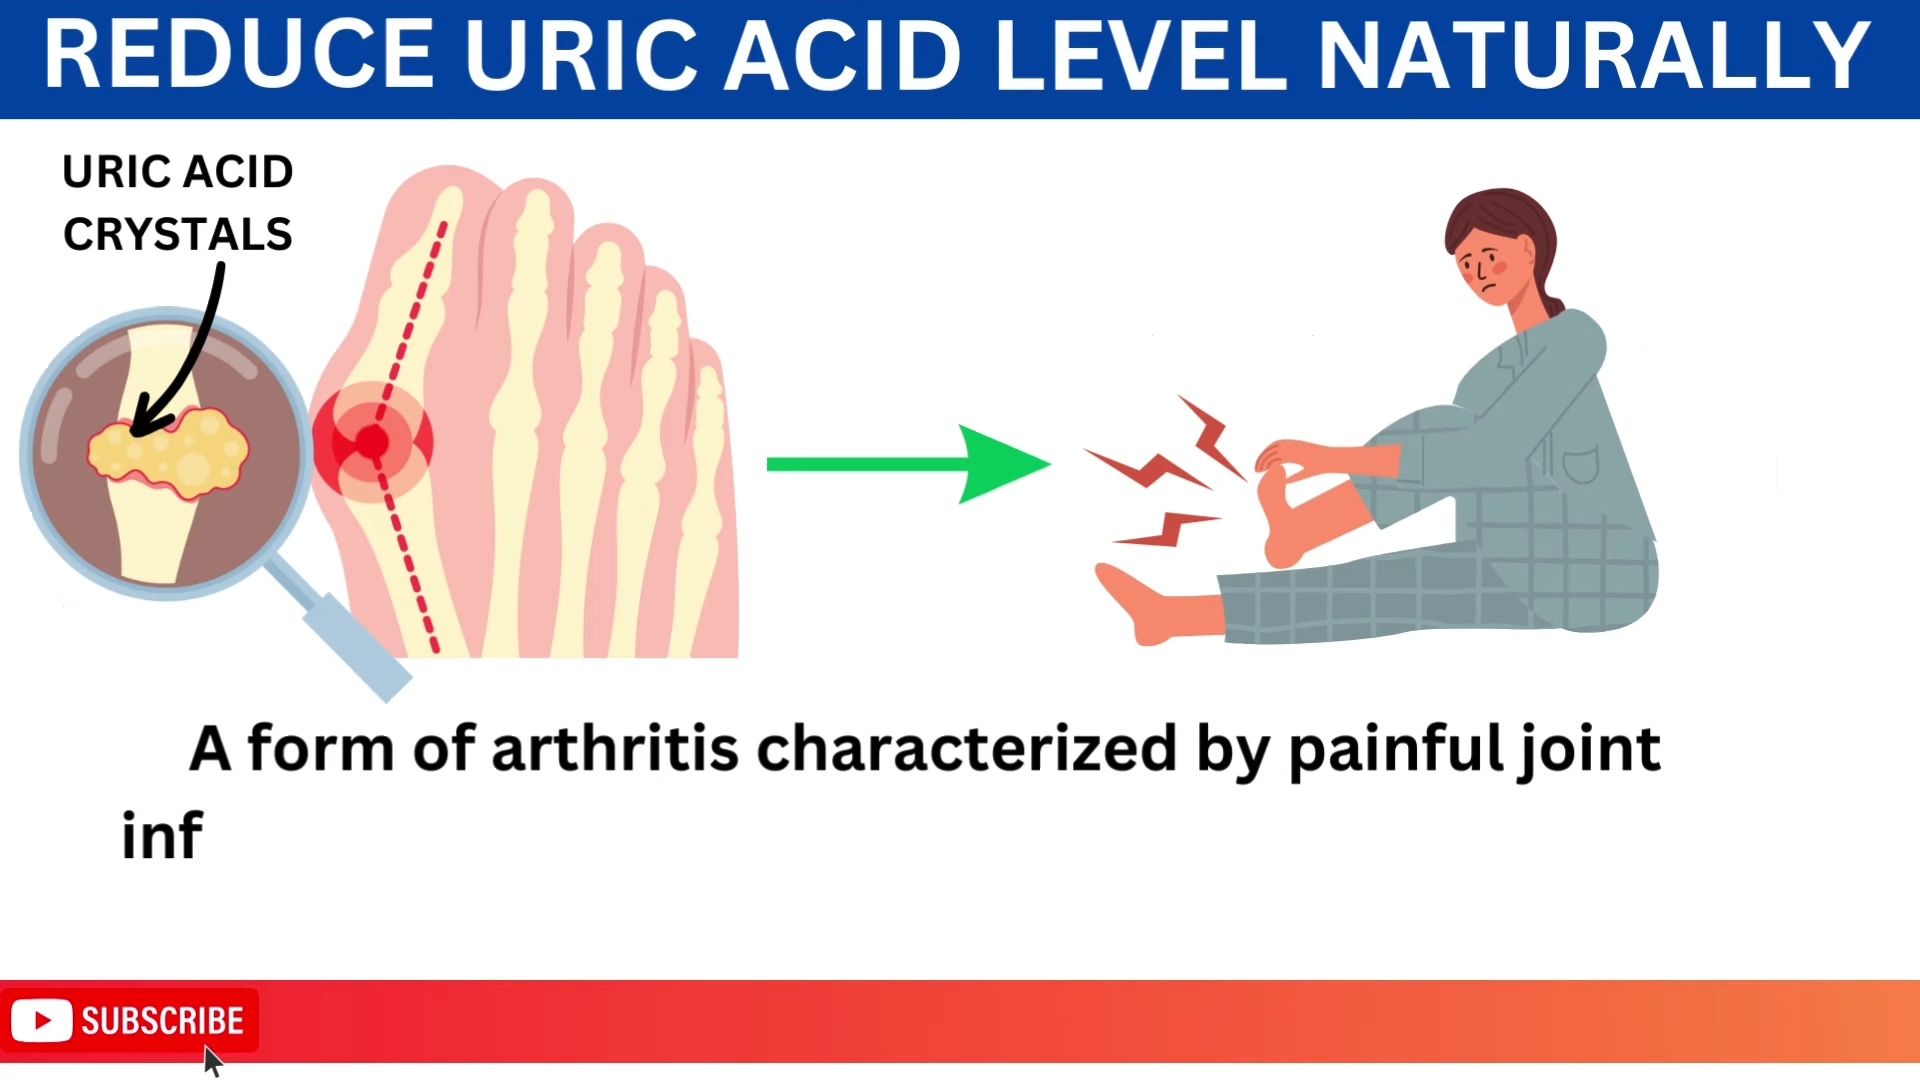 REDUCE URIC ACID LEVEL NATURALLY
URIC ACID
CRYSTALS
A form of arthritis characterized by painful joint
inf
SUBSCRIBE